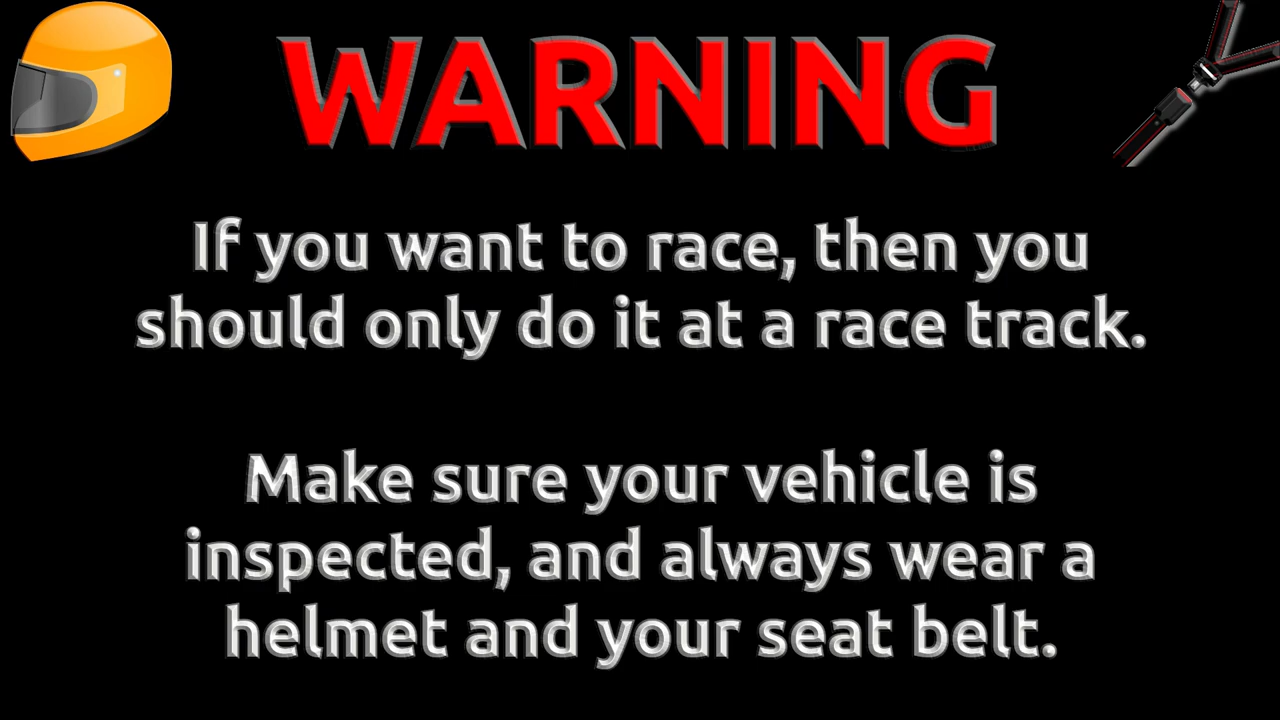 WARNING
If you want to race, then you
should only do it at a race track.
Make sure your vehicle is
inspected, and always wear a
helmet and your seat belt.